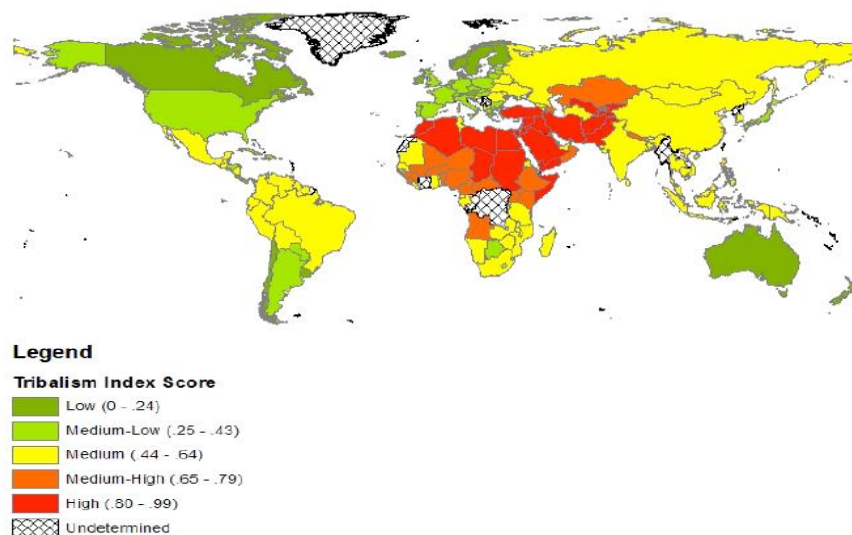 Legend
Tribalism Index Score
Low (0 - .24)
Medium-Low (.25 - .43)
Medium (.44 - .64)
Medium-High (.65 - .79)
High (.80 - .99)
Undetermined